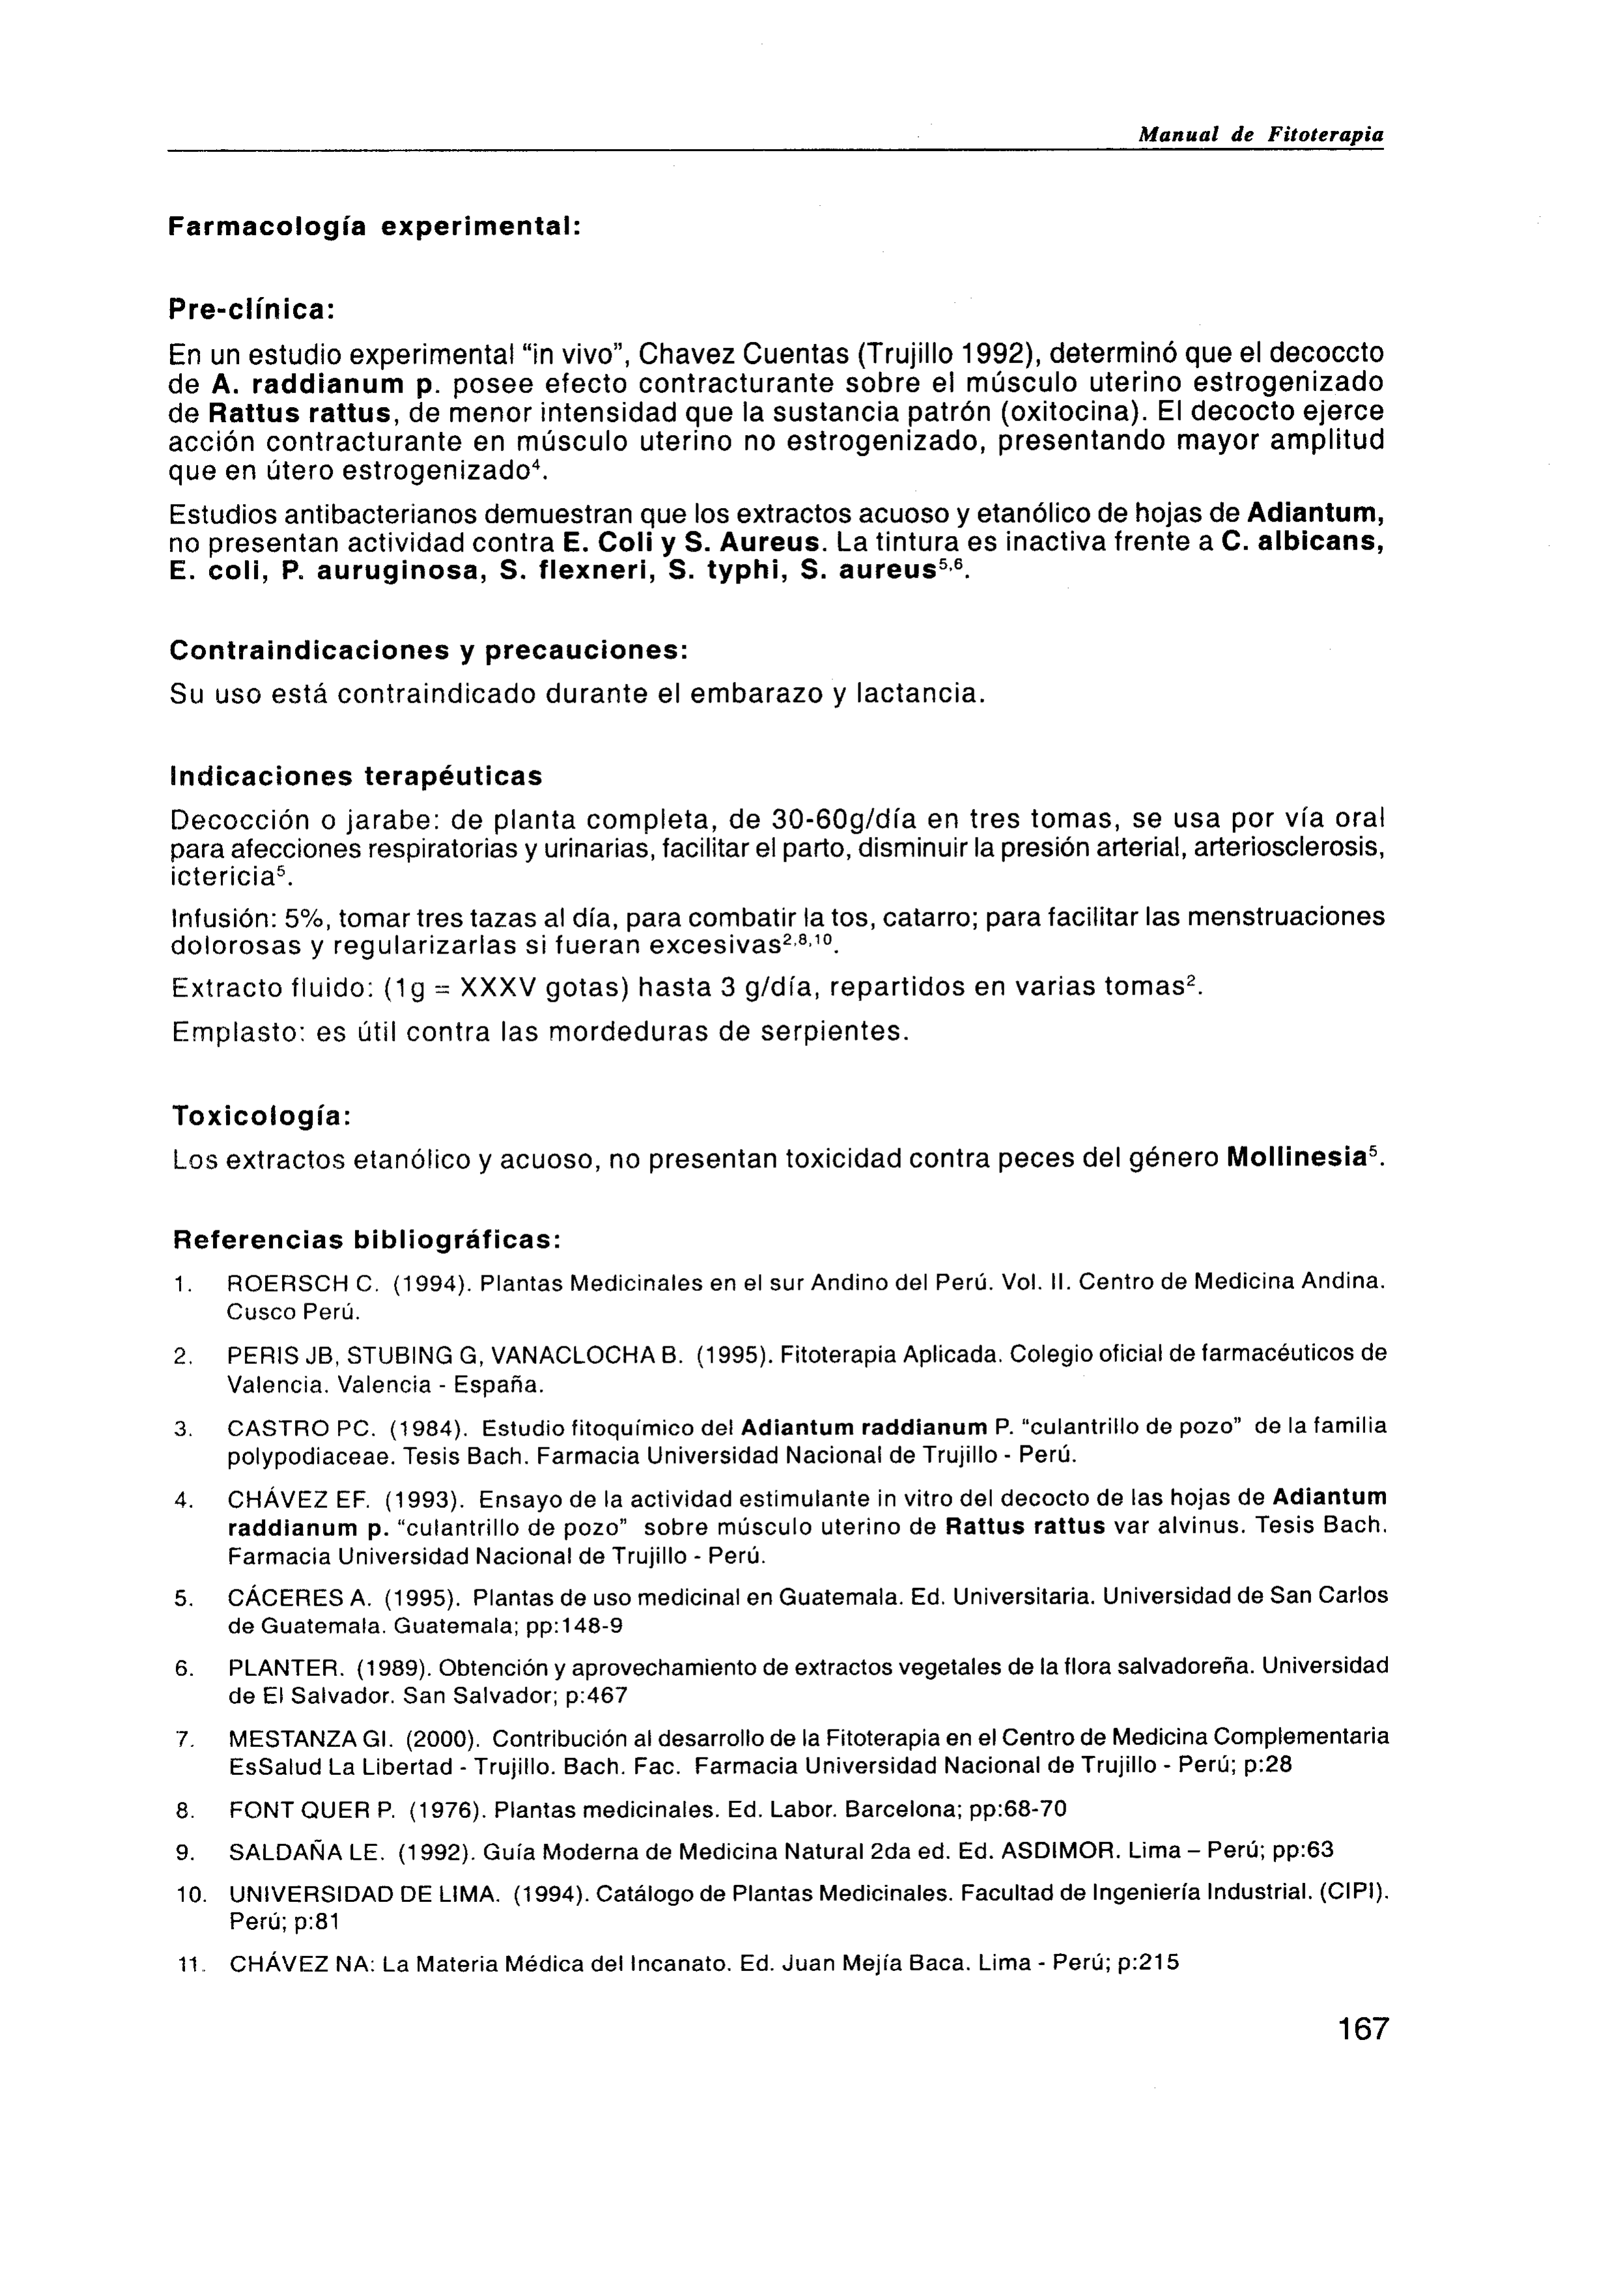 Manual de Fitoterapia
Farmacología experimental:
Pre-clínica:
En un estudio experimental “in vivo”, Chavez Cuentas (Trujillo 1992), determinó que el decoccto
de A. raddianum p. posee efecto contracturante sobre el músculo uterino estrogenizado
de Rattus rattus, de menor intensidad que la sustancia patrón (oxitocina). El decocto ejerce
acción contracturante en músculo uterino no estrogenizado, presentando mayor amplitud
que en útero estrogenizado⁴.
Estudios antibacterianos demuestran que los extractos acuoso y etanólico de hojas de Adiantum,
no presentan actividad contra E. Coli y S. Aureus. La tintura es inactiva frente a C. albicans,
E. coli, P. auruginosa, S. flexneri, S. typhi, S. aureus⁵,⁶.
Contraindicaciones y precauciones:
Su uso está contraindicado durante el embarazo y lactancia.
Indicaciones terapéuticas
Decocción o jarabe: de planta completa, de 30-60g/día en tres tomas, se usa por vía oral
para afecciones respiratorias y urinarias, facilitar el parto, disminuir la presión arterial, arteriosclerosis,
ictericia⁵.
Infusión: 5%, tomar tres tazas al día, para combatir la tos, catarro; para facilitar las menstruaciones
dolorosas y regularizarlas si fueran excesivas²,⁸,¹⁰.
Extracto fluido: (1g = XXXV gotas) hasta 3 g/día, repartidos en varias tomas².
Emplasto: es útil contra las mordeduras de serpientes.
Toxicología:
Los extractos etanólico y acuoso, no presentan toxicidad contra peces del género Mollinesia⁵.
Referencias bibliográficas:
1. ROERSCH C. (1994). Plantas Medicinales en el sur Andino del Perú. Vol. II. Centro de Medicina Andina.
Cusco Perú.
2. PERIS JB, STUBING G, VANACLOCHA B. (1995). Fitoterapia Aplicada. Colegio oficial de farmacéuticos de
Valencia. Valencia - España.
3. CASTRO PC. (1984). Estudio fitoquímico del Adiantum raddianum P. “culantrillo de pozo” de la familia
polypodiaceae. Tesis Bach. Farmacia Universidad Nacional de Trujillo - Perú.
4. CHÁVEZ EF. (1993). Ensayo de la actividad estimulante in vitro del decocto de las hojas de Adiantum
raddianum p. “culantrillo de pozo” sobre músculo uterino de Rattus rattus var alvinus. Tesis Bach.
Farmacia Universidad Nacional de Trujillo - Perú.
5. CÁCERES A. (1995). Plantas de uso medicinal en Guatemala. Ed. Universitaria. Universidad de San Carlos
de Guatemala. Guatemala; pp:148-9
6. PLANTER. (1989). Obtención y aprovechamiento de extractos vegetales de la flora salvadoreña. Universidad
de El Salvador. San Salvador; p:467
7. MESTANZA GI. (2000). Contribución al desarrollo de la Fitoterapia en el Centro de Medicina Complementaria
EsSalud La Libertad - Trujillo. Bach. Fac. Farmacia Universidad Nacional de Trujillo - Perú; p:28
8. FONT QUER P. (1976). Plantas medicinales. Ed. Labor. Barcelona; pp:68-70
9. SALDAÑA LE. (1992). Guía Moderna de Medicina Natural 2da ed. Ed. ASDIMOR. Lima – Perú; pp:63
10. UNIVERSIDAD DE LIMA. (1994). Catálogo de Plantas Medicinales. Facultad de Ingeniería Industrial. (CIPI).
Perú; p:81
11. CHÁVEZ NA: La Materia Médica del Incanato. Ed. Juan Mejía Baca. Lima - Perú; p:215
167